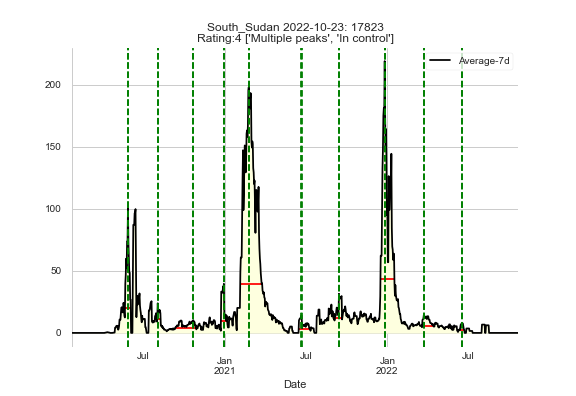 South_Sudan 2022-10-23: 17823
Rating:4 ['Multiple peaks', 'In control']
Average-7d
200
150
100
50
0
Jul
Jan
2021
Jul
Jan
2022
Jul
Date